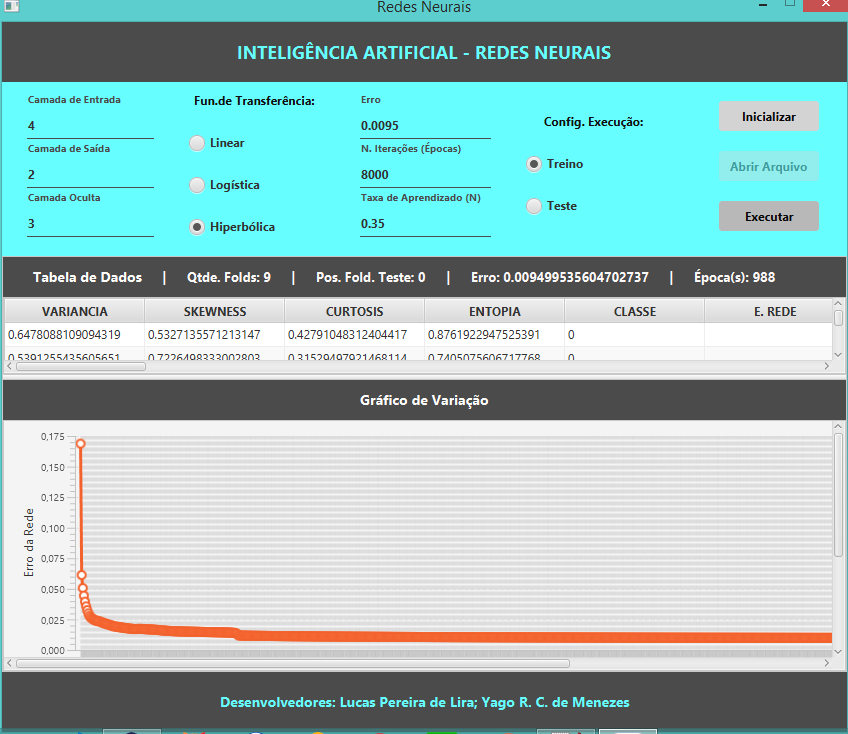 Redes Neurais
INTELIGÊNCIA ARTIFICIAL - REDES NEURAIS
Camada de Entrada
4
Camada de Saída
2
Camada Oculta
3
Fun.de Transferência:
Linear
Logística
Hiperbólica
Erro
0.0095
N. Iterações (Épocas)
8000
Taxa de Aprendizado (N)
0.35
Config. Execução:
Treino
Teste
Inicializar
Abrir Arquivo
Executar
Tabela de Dados | Qtde. Folds: 9 | Pos. Fold. Teste: 0 | Erro: 0.009499535604702737 | Época(s): 988
VARIANCIA SKEWNESS CURTOSIS ENTOPIA CLASSE E. REDE
0.6478088109094319 0.5327135571213147 0.42791048312404417 0.8761922947525391 0
0.5391255435605651 0.7226498333002803 0.31529497921468114 0.7405075606717768 0
Gráfico de Variação
Erro da Rede
0,175
0,150
0,125
0,100
0,075
0,050
0,025
0,000
Desenvolvedores: Lucas Pereira de Lira; Yago R. C. de Menezes